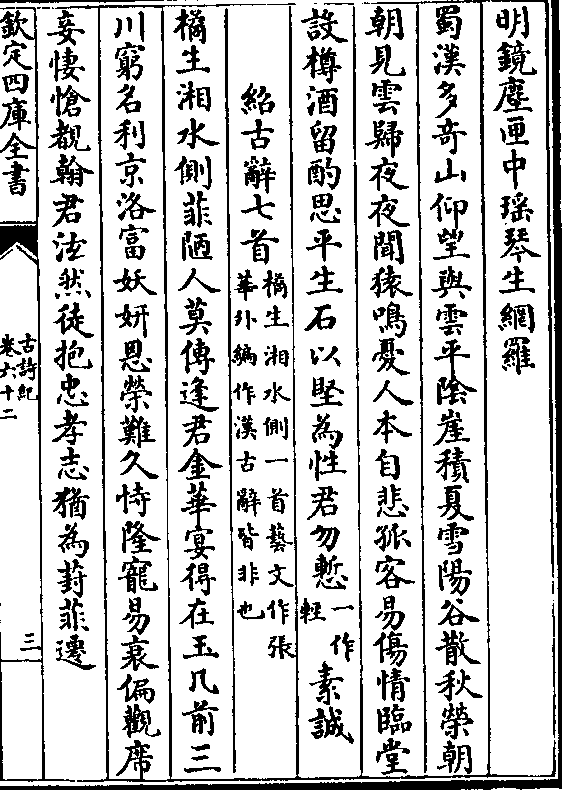 明鏡塵匣中瑶琴生網羅
蜀漢多奇山仰望與雲平陰崖積夏雪陽谷散秋榮朝
朝見雲歸夜夜聞猿鳴憂人本自悲孤客易傷情臨堂
設樽酒留酌思平生石以堅為性君勿慙一作輕素誠
紹古辭七首橘生湘水側一首藝文作張華外編作漢古辭皆非也
橘生湘水側菲陋人莫傳逢君金華宴得在玉几前三
川窮名利京洛富妖妍恩榮難久恃隆寵易衰偏觀席
妾悽愴覩翰君泫然徒抱忠孝志猶為葑菲遷
欽定四庫全書
古詩紀
卷六十二
三